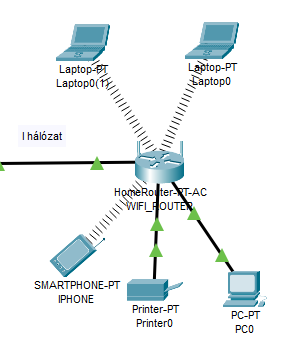 Laptop-PT
Laptop0(1)
Laptop-PT
Laptop0
I hálózat
HomeRouter-PT-AC
WIFI_ROUTER
SMARTPHONE-PT
IPHONE
Printer-PT
Printer0
PC-PT
PC0